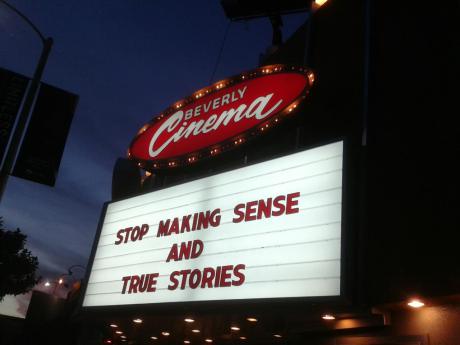 BEVERLY
Cinema
STOP MAKING SENSE
AND
TRUE STORIES